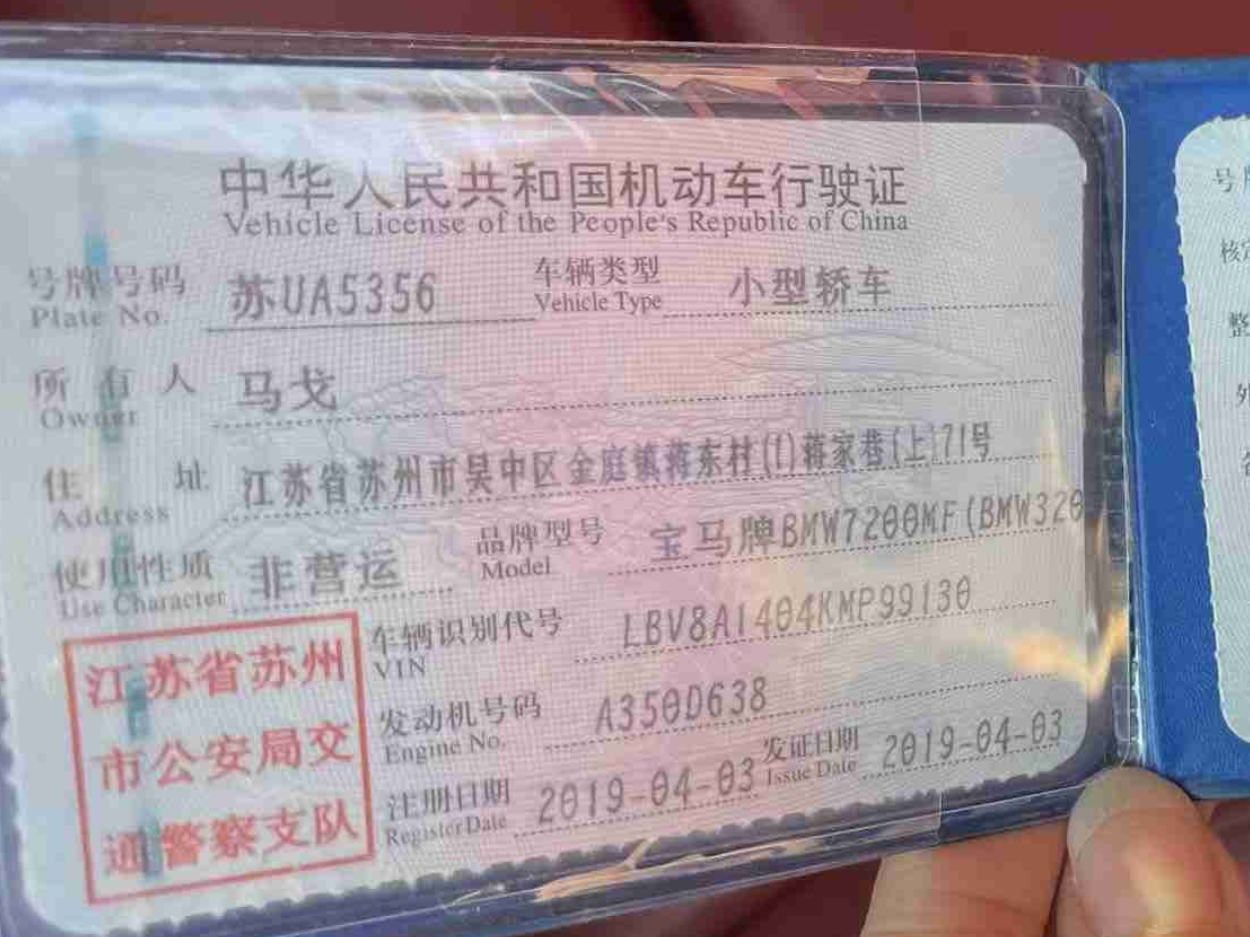 中华人民共和国机动车行驶证
Vehicle License of the People's Republic of China
号牌号码 苏UA5356 车辆类型 小型轿车
Plate No. Vehicle Type
所有人 马戈
Owner
住址 江苏省苏州市吴中区金庭镇蒋东村(1)蒋家巷(上)71号
Address
使用性质 非营运 品牌型号 宝马牌BMW7200MF(BMW320
Use Character Model
车辆识别代号 LBV8A1404KMP99130
VIN
发动机号码 A350D638
Engine No.
注册日期 2019-04-03 发证日期 2019-04-03
Register Date Issue Date
江苏省苏州
市公安局交
通警察支队
号牌
核定
整
外